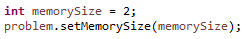 int memorySize = 2;
problem.setMemorySize(memorySize);